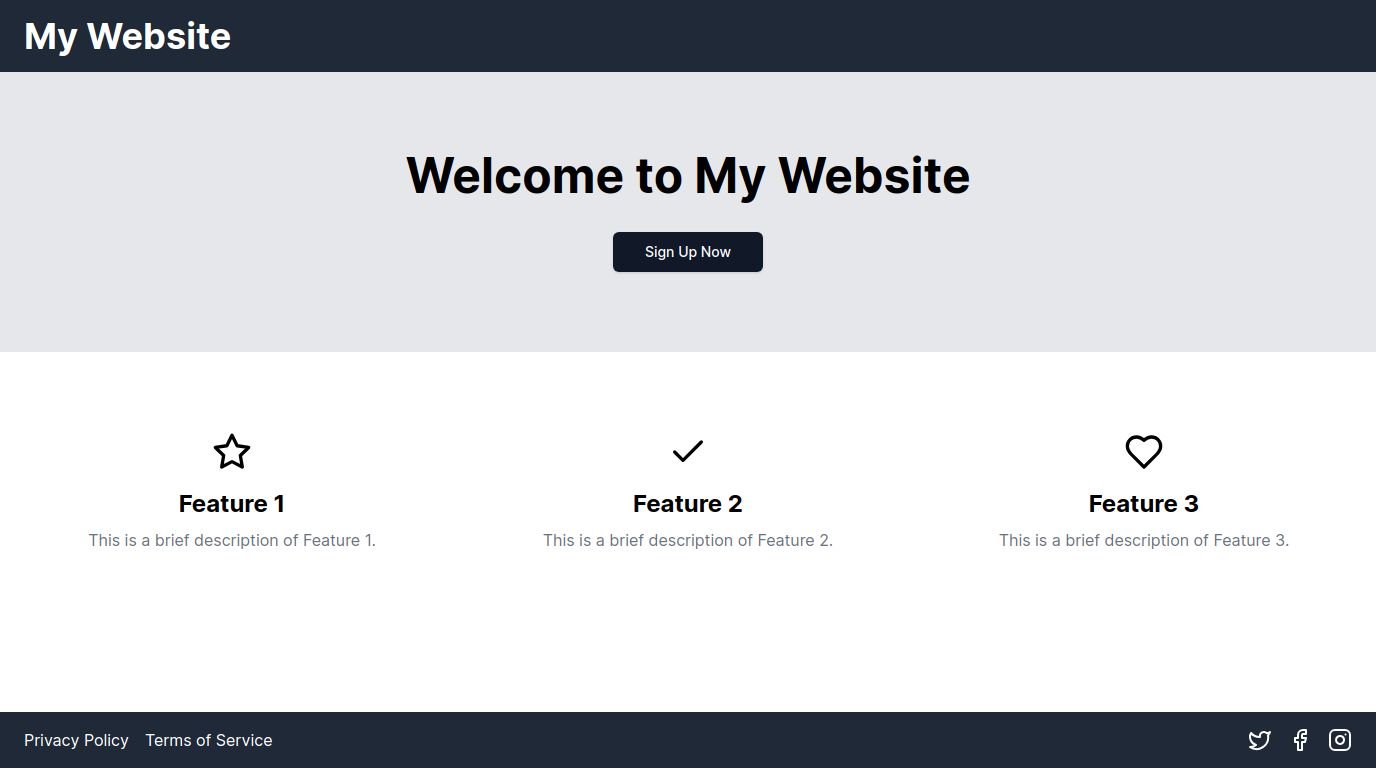 My Website
Welcome to My Website
Sign Up Now
Feature 1
Feature 2
Feature 3
This is a brief description of Feature 1.
This is a brief description of Feature 2.
This is a brief description of Feature 3.
Privacy Policy
Terms of Service